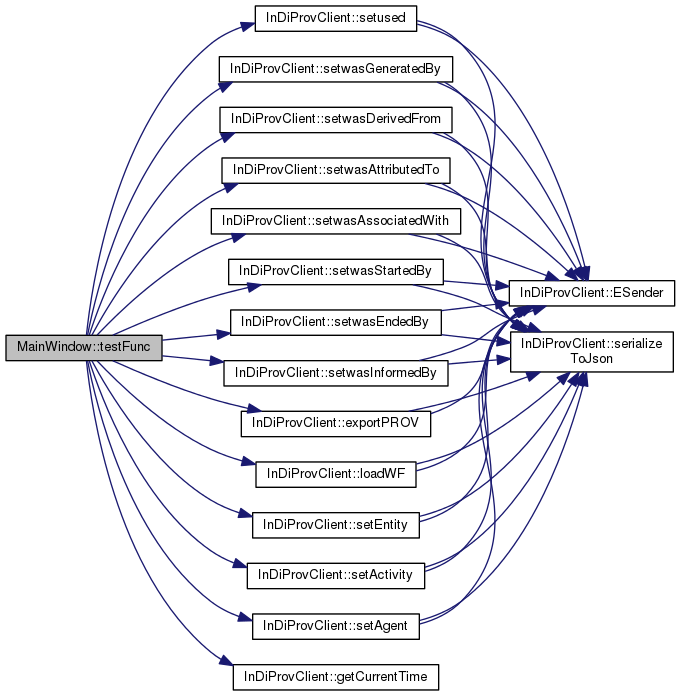 MainWindow::testFunc
InDiProvClient::setused
InDiProvClient::setwasGeneratedBy
InDiProvClient::setwasDerivedFrom
InDiProvClient::setwasAttributedTo
InDiProvClient::setwasAssociatedWith
InDiProvClient::setwasStartedBy
InDiProvClient::setwasEndedBy
InDiProvClient::setwasInformedBy
InDiProvClient::exportPROV
InDiProvClient::loadWF
InDiProvClient::setEntity
InDiProvClient::setActivity
InDiProvClient::setAgent
InDiProvClient::getCurrentTime
InDiProvClient::ESender
InDiProvClient::serialize
ToJson